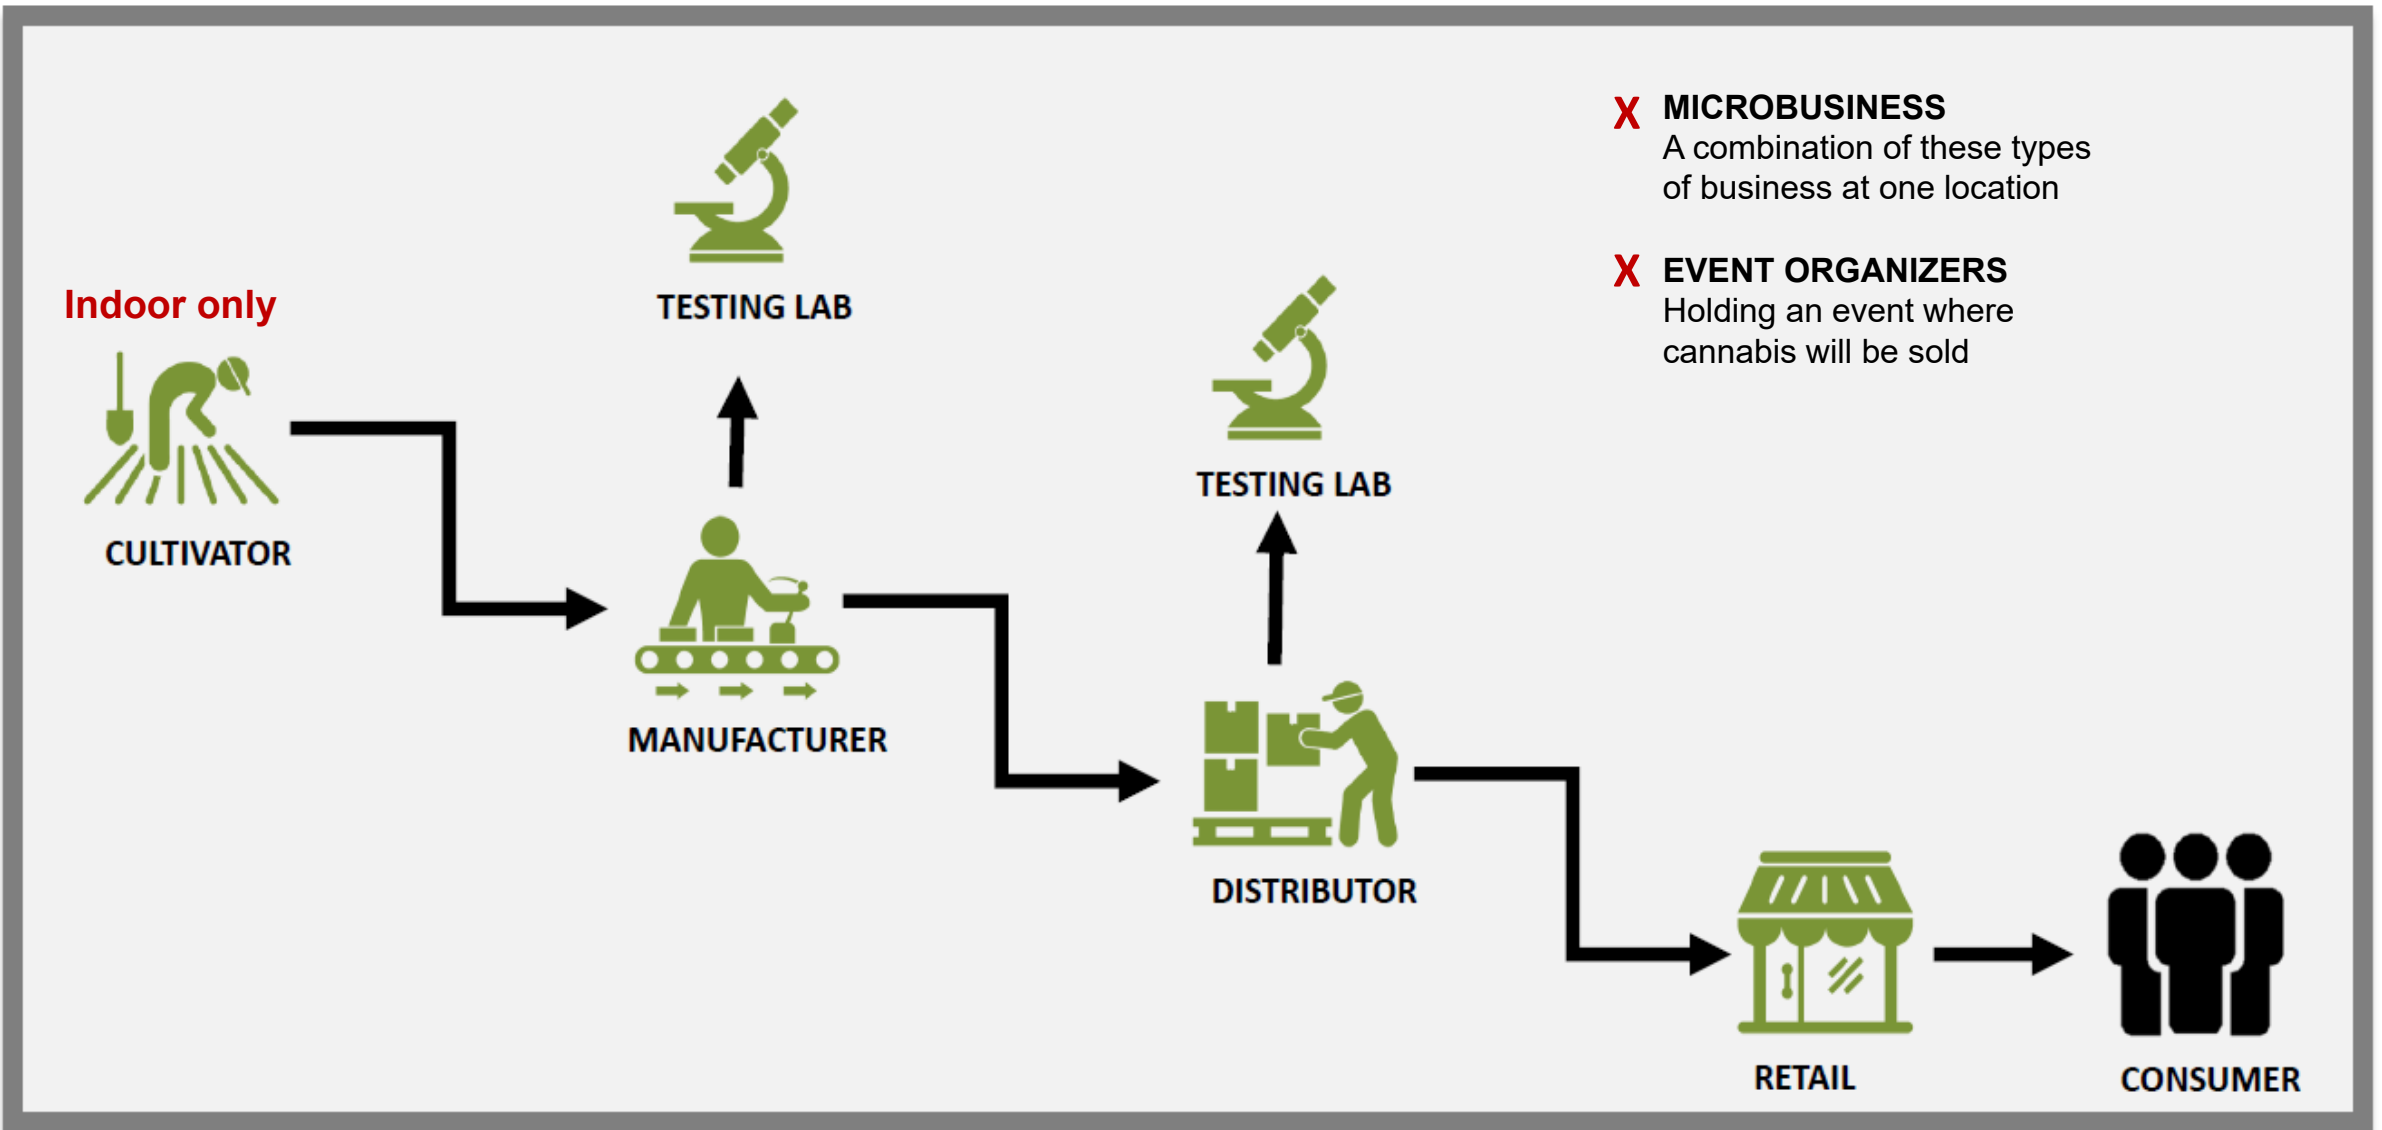 X MICROBUSINESS
A combination of these types
of business at one location
X EVENT ORGANIZERS
Holding an event where
cannabis will be sold
Indoor only
CULTIVATOR
TESTING LAB
MANUFACTURER
TESTING LAB
DISTRIBUTOR
RETAIL
CONSUMER